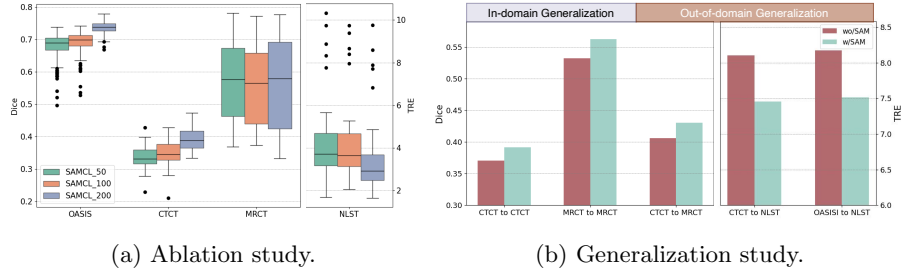 In-domain Generalization
Out-of-domain Generalization
0.8
0.7
0.6
0.5
0.4
0.3
0.2
Dice
SAMCL_50
SAMCL_100
SAMCL_200
OASIS
CTCT
MRCT
NLST
10
8
6
4
2
TRE
0.55
0.50
0.45
0.40
0.35
0.30
Dice
CTCT to CTCT
MRCT to MRCT
CTCT to MRCT
wo/SAM
w/SAM
CTCT to NLST
OASISI to NLST
8.5
8.0
7.5
7.0
6.5
6.0
TRE
(a) Ablation study.
(b) Generalization study.